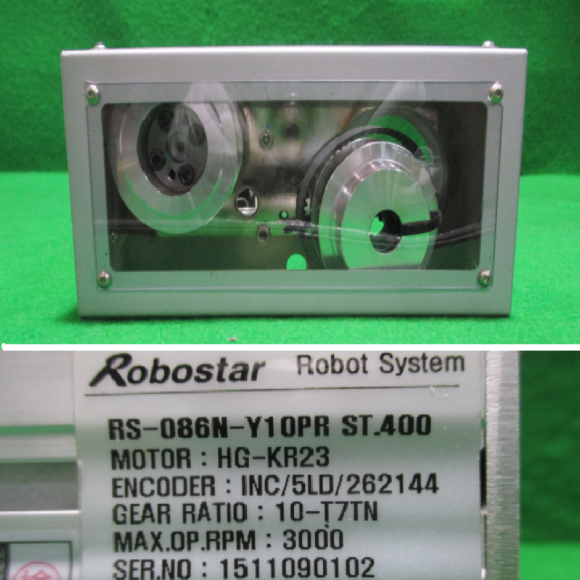 Robostar Robot System
RS-086N-Y10PR ST.400
MOTOR : HG-KR23
ENCODER : INC/5LD/262144
GEAR RATIO : 10-T7TN
MAX.OP.RPM : 3000
SER.NO : 1511090102